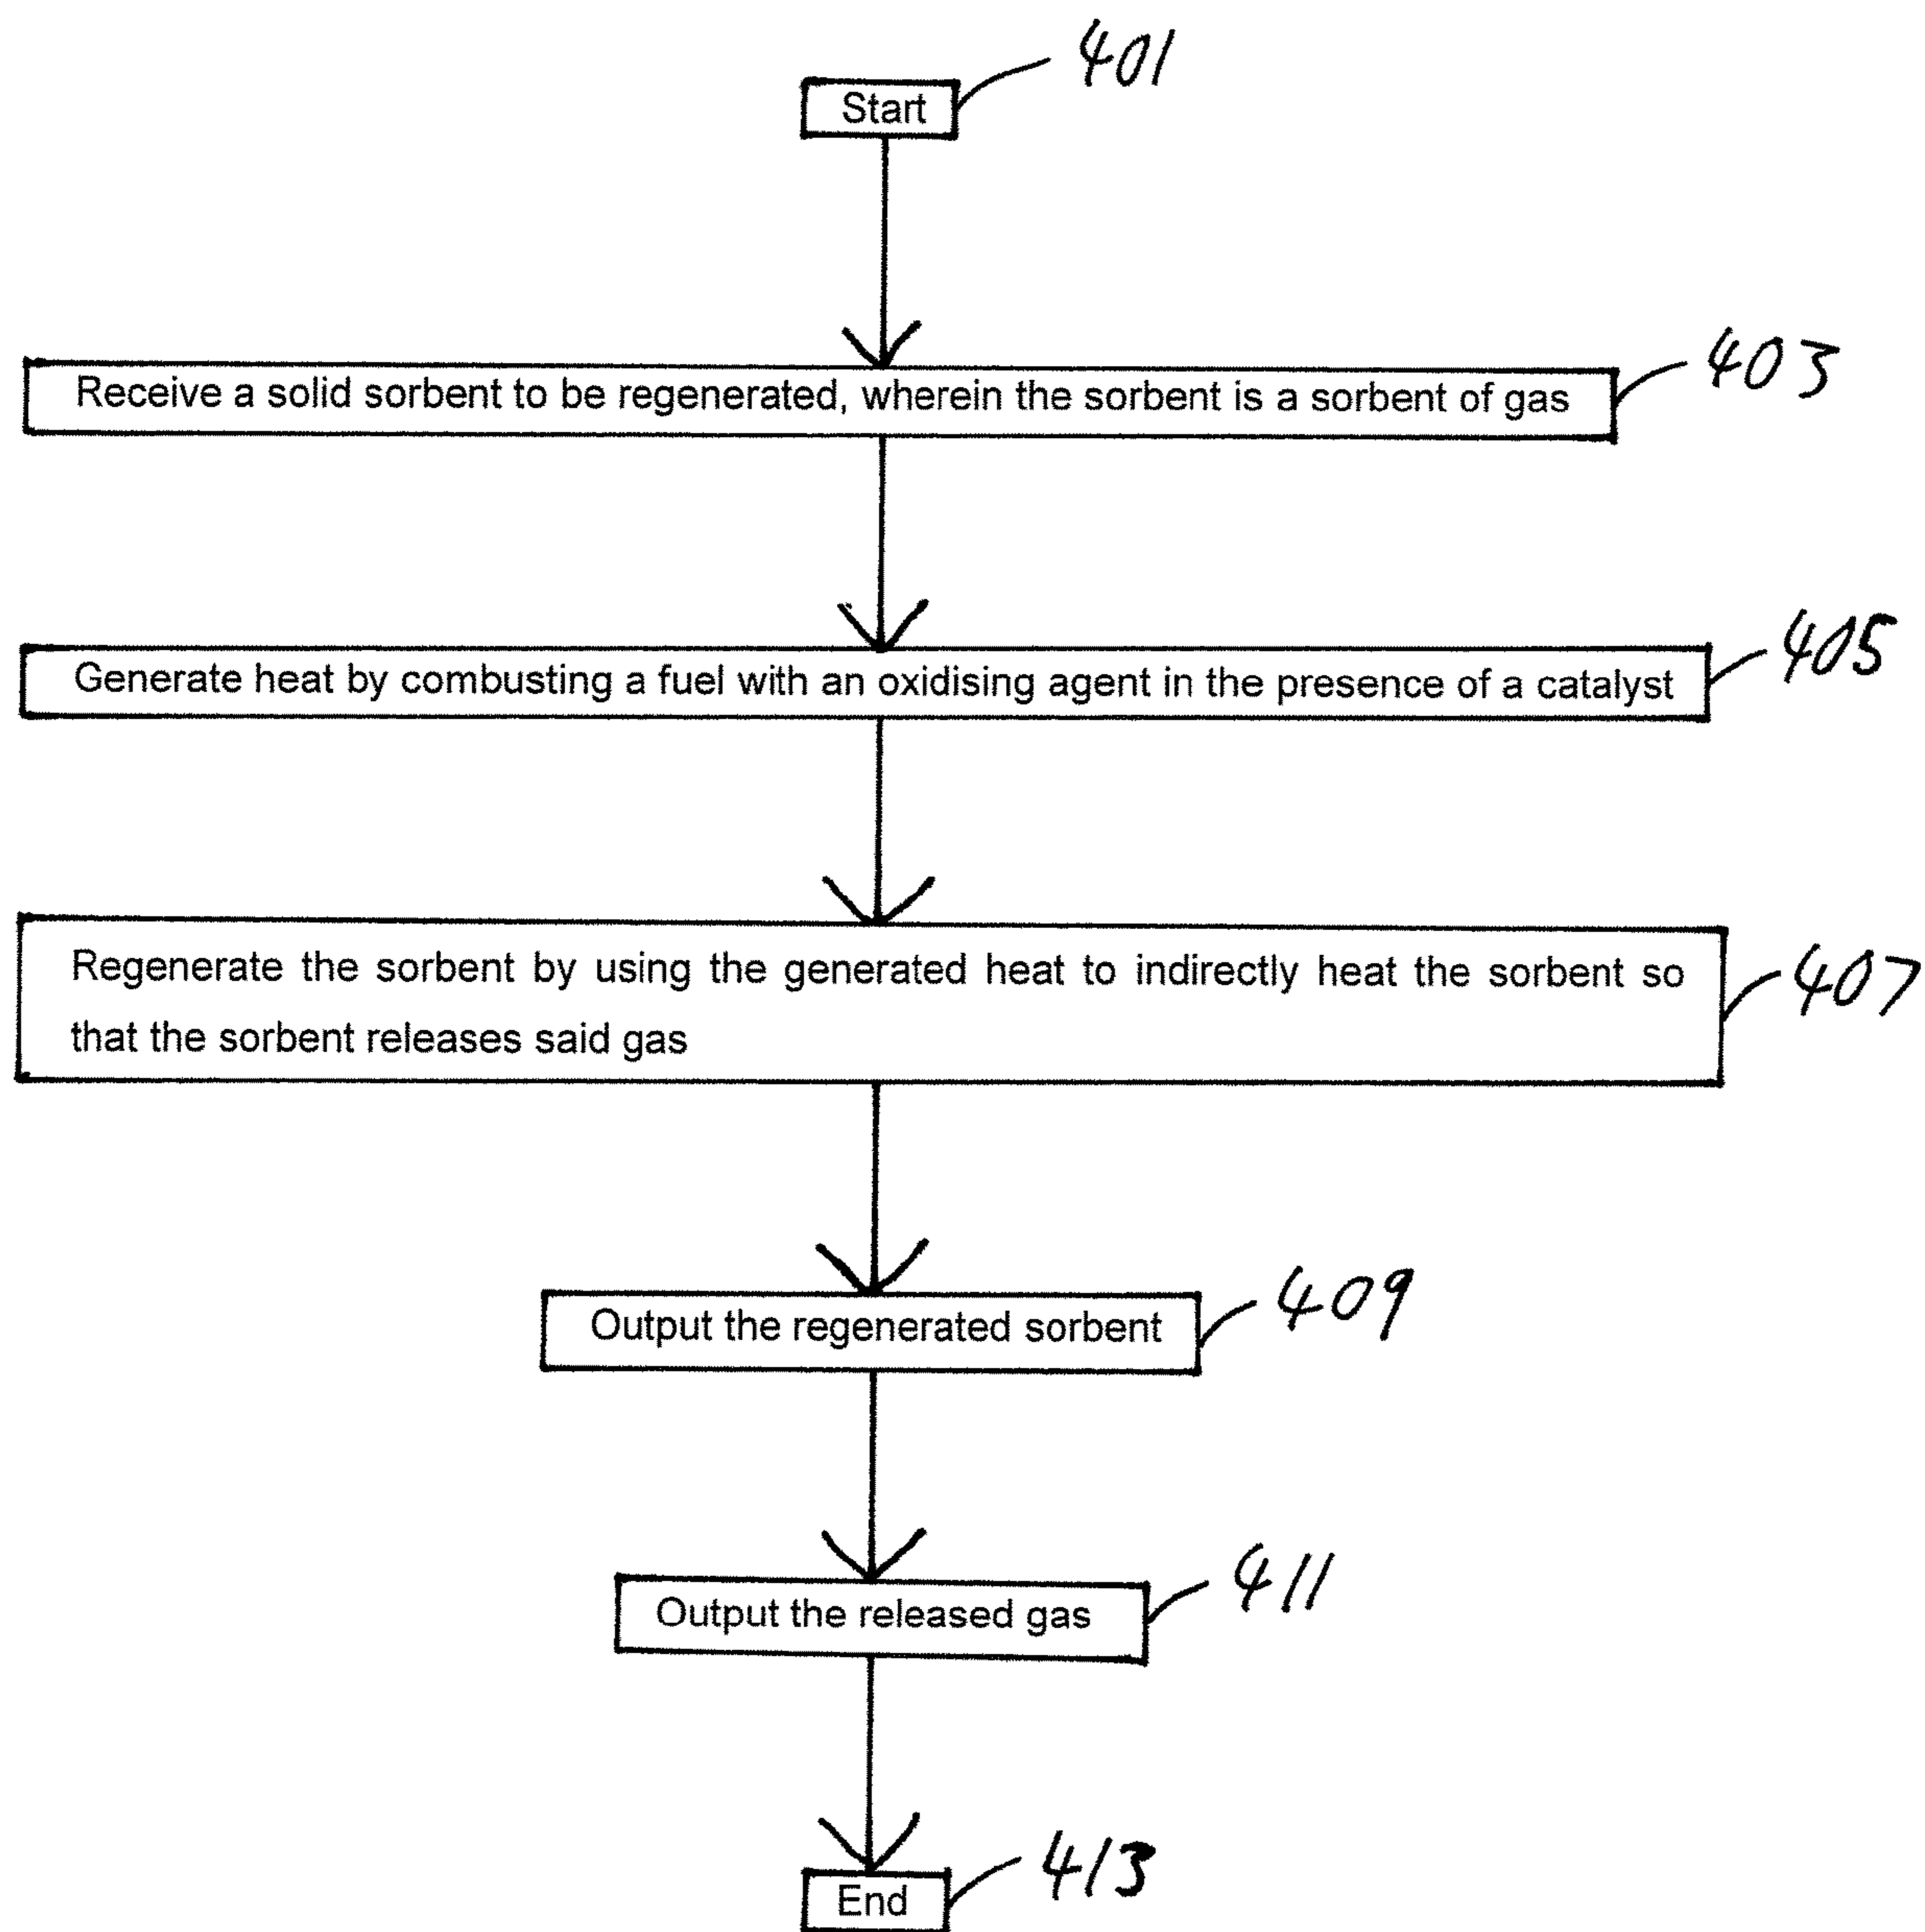 401
Start
403
Receive a solid sorbent to be regenerated, wherein the sorbent is a sorbent of gas
405
Generate heat by combusting a fuel with an oxidising agent in the presence of a catalyst
407
Regenerate the sorbent by using the generated heat to indirectly heat the sorbent so
that the sorbent releases said gas
409
Output the regenerated sorbent
411
Output the released gas
413
End